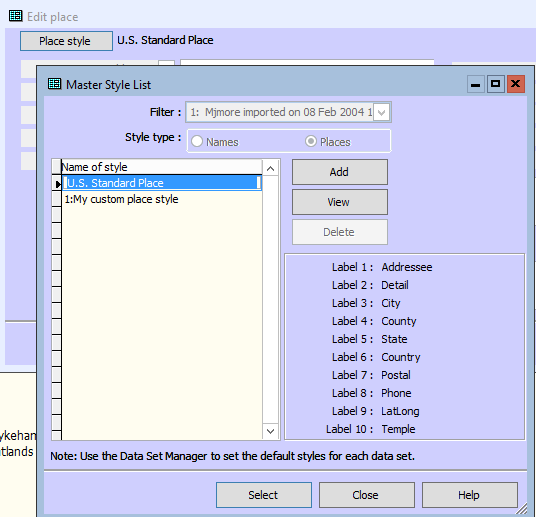 Edit place
Place style U.S. Standard Place
Master Style List
Filter : 1: Mjmore imported on 08 Feb 2004 1
Style type : Names Places
Name of style
U.S. Standard Place
1:My custom place style
Add
View
Delete
Label 1 : Addressee
Label 2 : Detail
Label 3 : City
Label 4 : County
Label 5 : State
Label 6 : Country
Label 7 : Postal
Label 8 : Phone
Label 9 : LatLong
Label 10 : Temple
ykeham
tlands
Note: Use the Data Set Manager to set the default styles for each data set.
Select Close Help